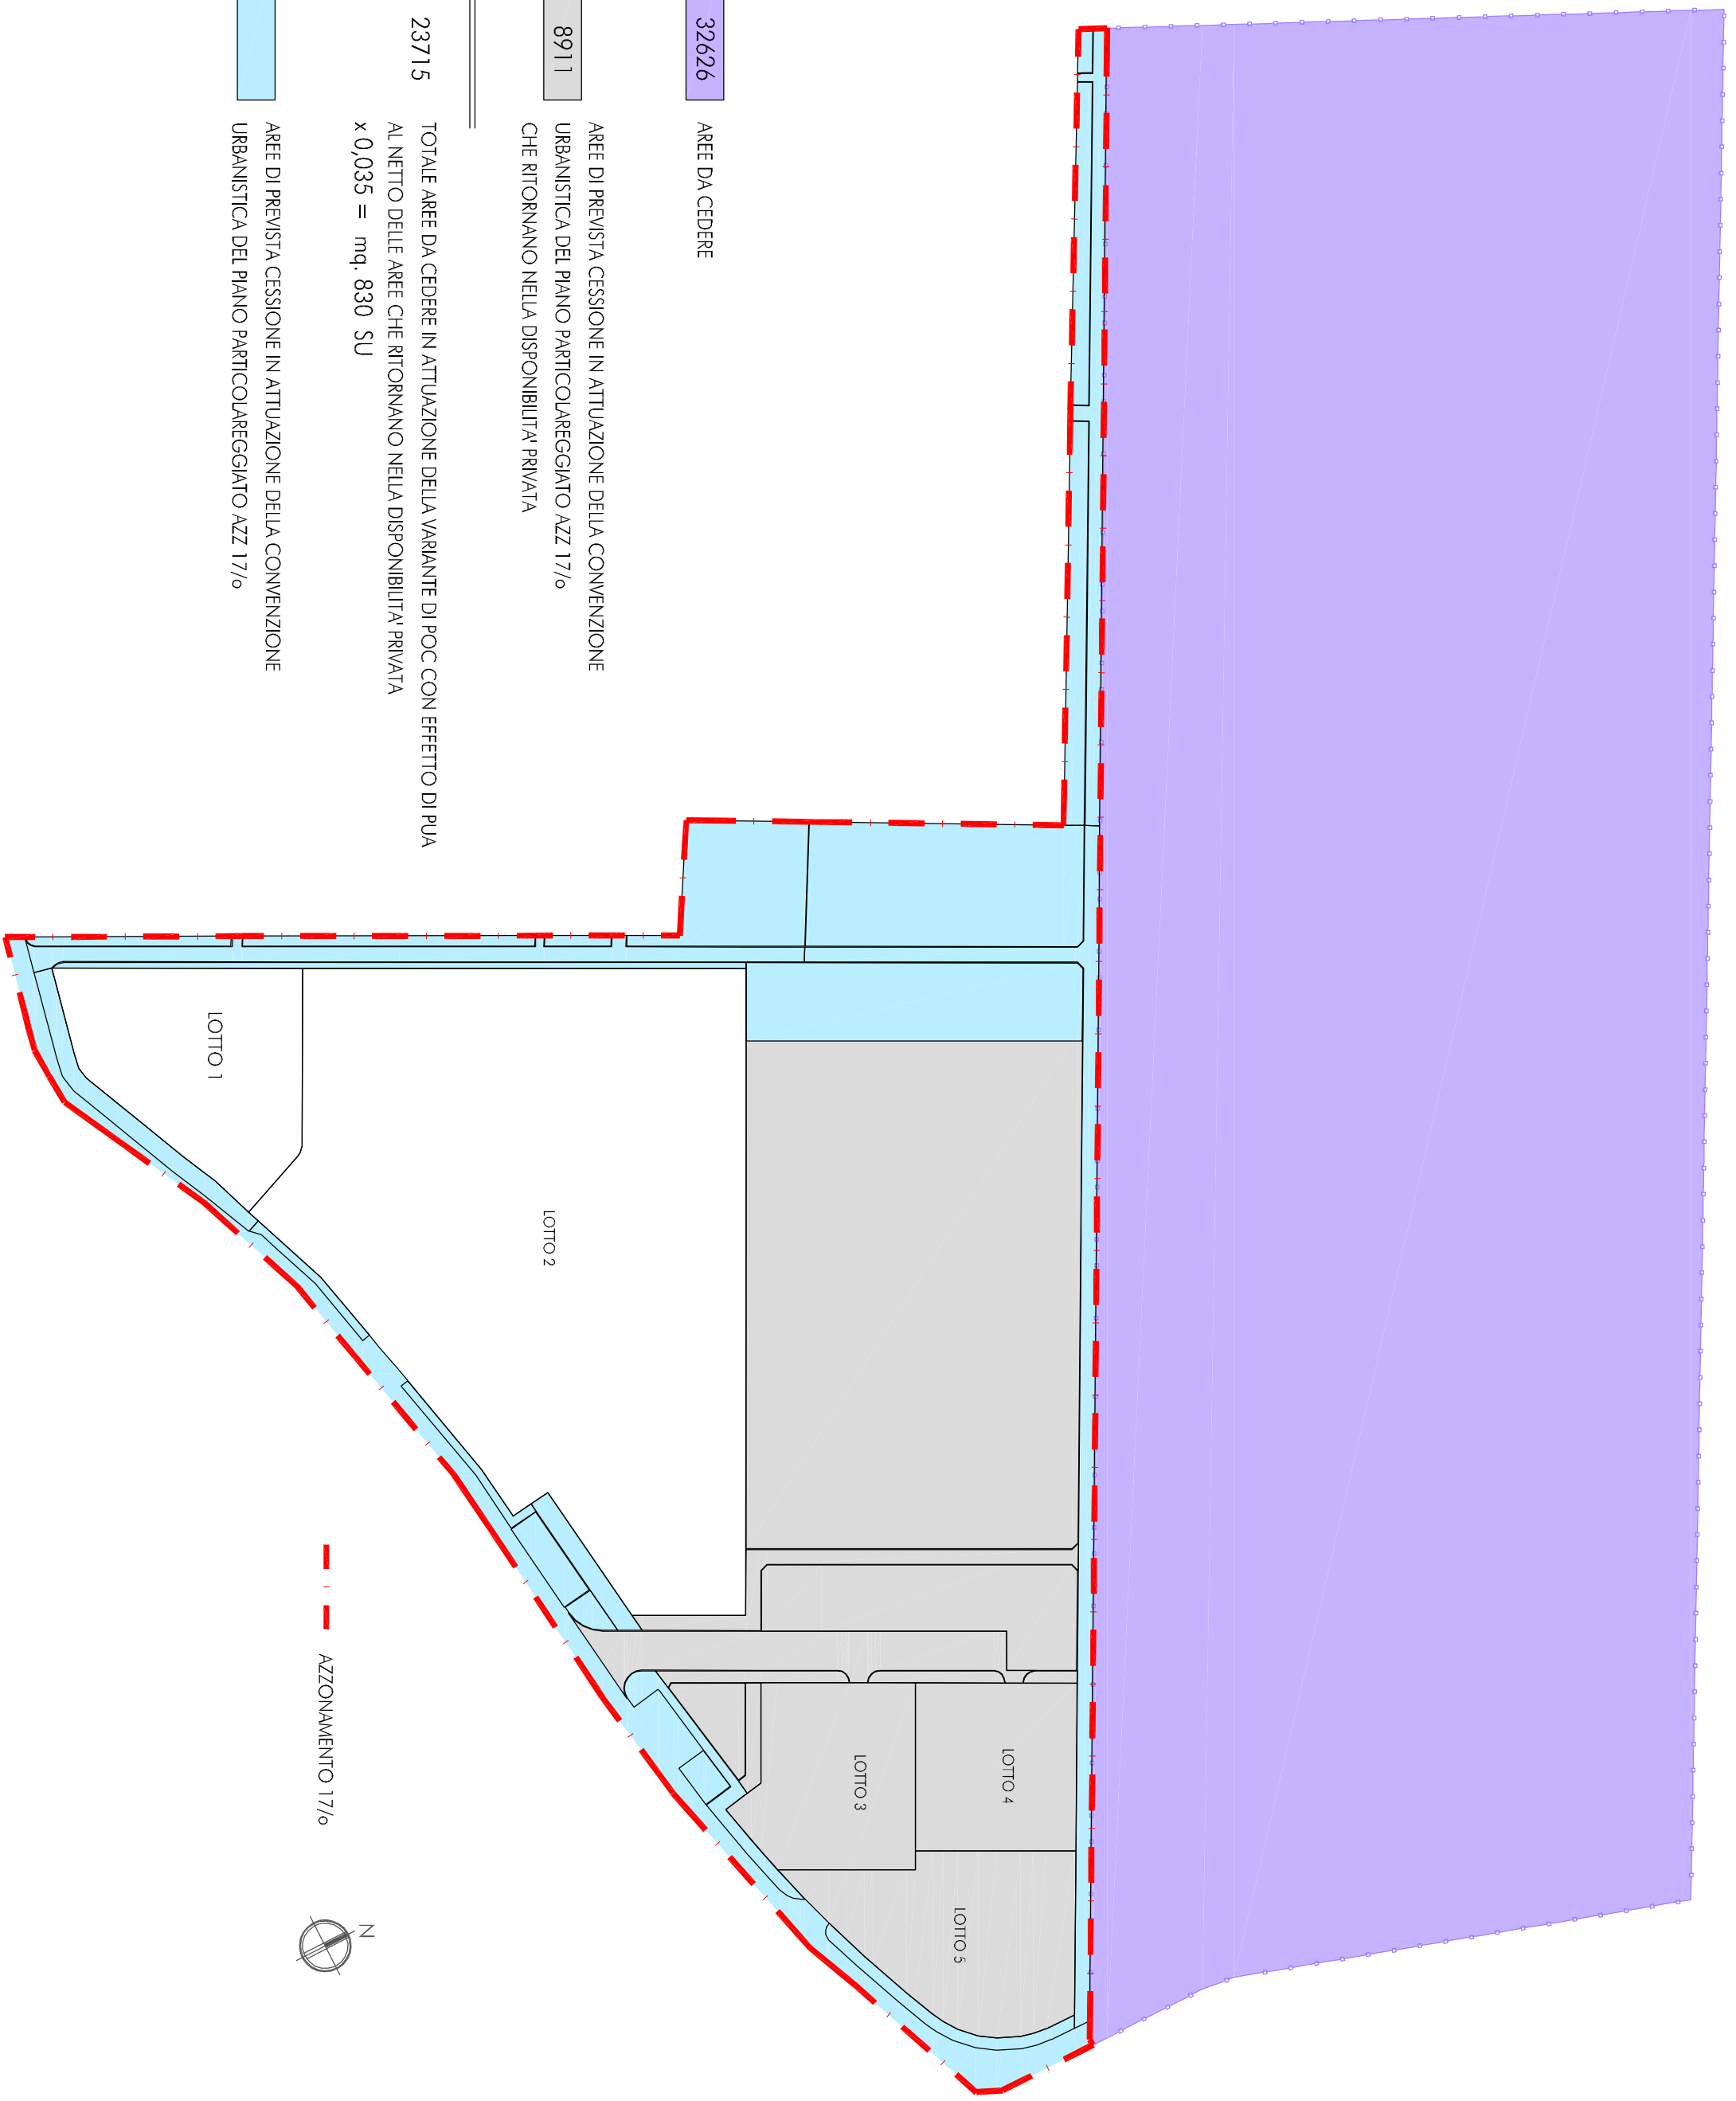 32626
AREE DA CEDERE
8911
AREE DI PREVISTA CESSIONE IN ATTUAZIONE DELLA CONVENZIONE
URBANISTICA DEL PIANO PARTICOLAREGGIATO AZZ 17/o
CHE RITORNANO NELLA DISPONIBILITA' PRIVATA
23715
TOTALE AREE DA CEDERE IN ATTUAZIONE DELLA VARIANTE DI POC CON EFFETTO DI PUA
AL NETTO DELLE AREE CHE RITORNANO NELLA DISPONIBILITA' PRIVATA
x 0,035 = mq. 830 SU
AREE DI PREVISTA CESSIONE IN ATTUAZIONE DELLA CONVENZIONE
URBANISTICA DEL PIANO PARTICOLAREGGIATO AZZ 17/o
LOTTO 1
LOTTO 2
LOTTO 4
LOTTO 3
LOTTO 5
AZZONAMENTO 17/o
N